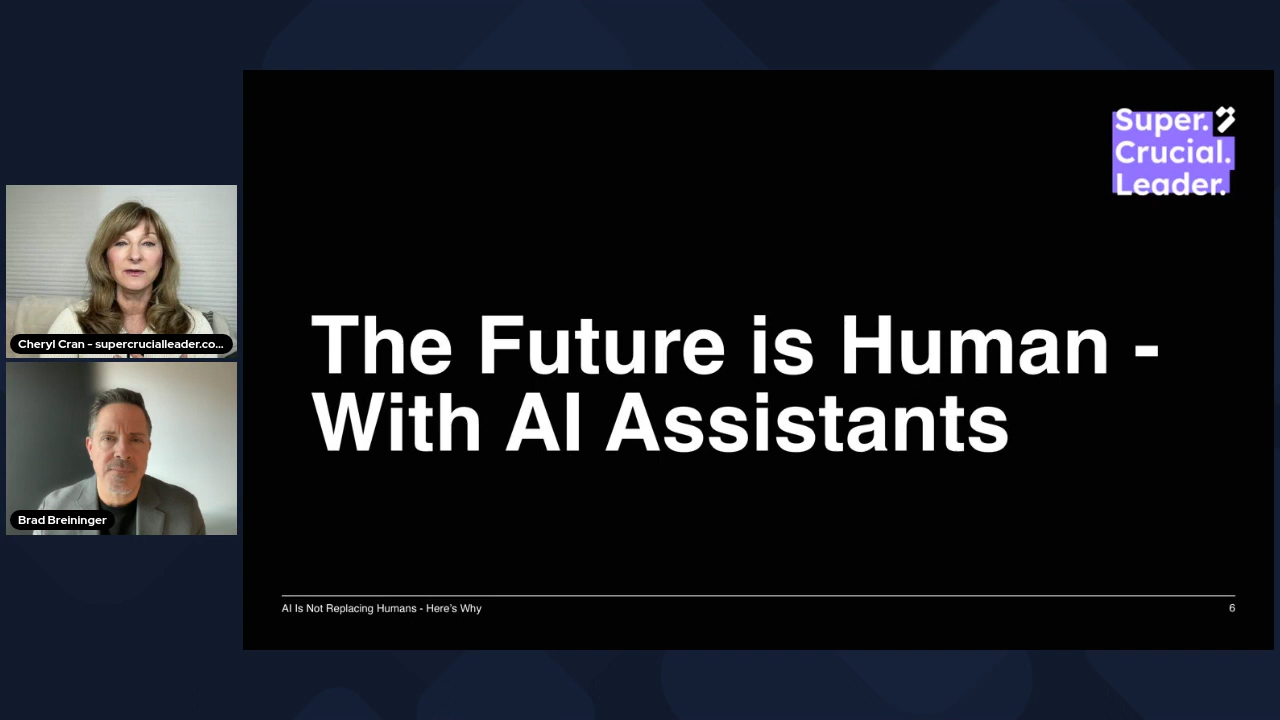 Super.
Crucial.
Leader.
Cheryl Cran - supercrucialleader.co...
Brad Breininger
The Future is Human -
With AI Assistants
AI Is Not Replacing Humans - Here's Why
6